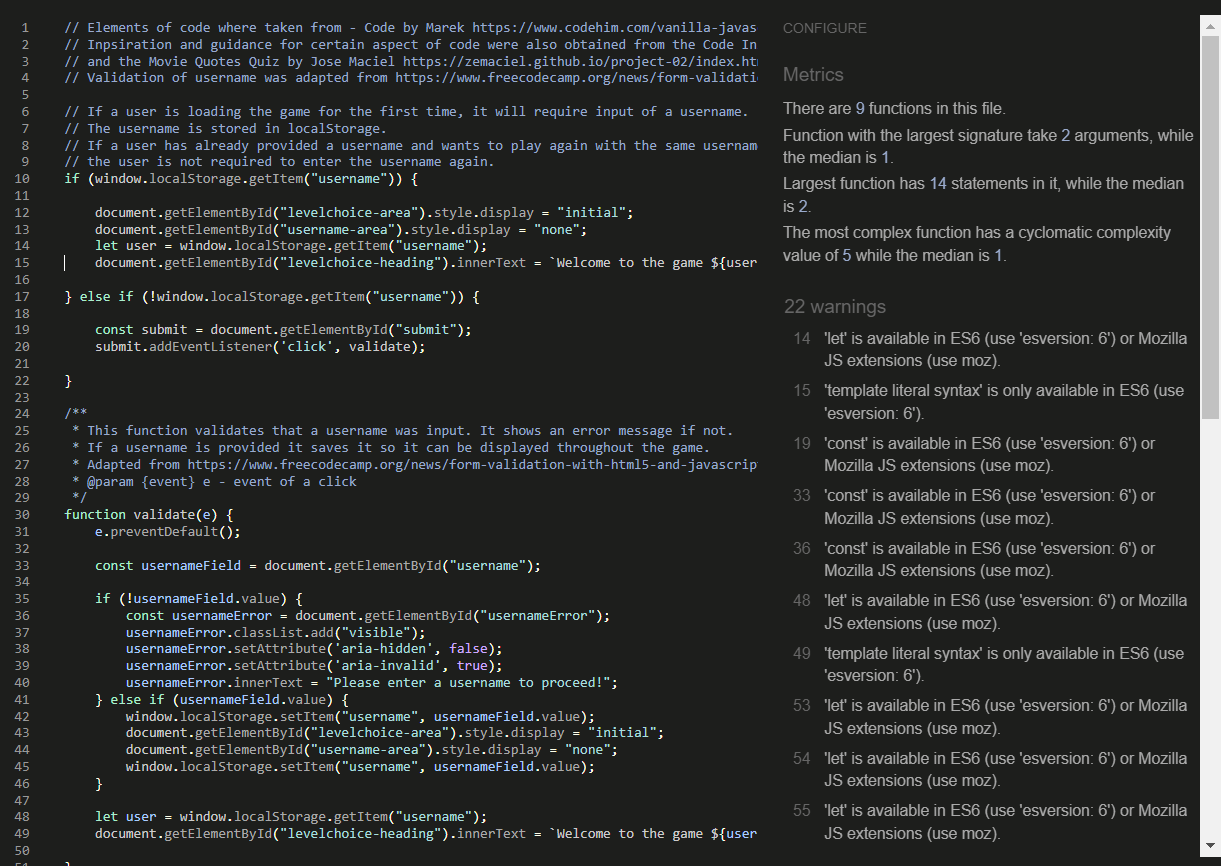 1 // Elements of code where taken from - Code by Marek https://www.codehim.com/vanilla-javas
2 // Inpsiration and guidance for certain aspect of code were also obtained from the Code In
3 // and the Movie Quotes Quiz by Jose Maciel https://zemaciel.github.io/project-02/index.htm
4 // Validation of username was adapted from https://www.freecodecamp.org/news/form-validati
5
6 // If a user is loading the game for the first time, it will require input of a username.
7 // The username is stored in localStorage.
8 // If a user has already provided a username and wants to play again with the same usernam
9 // the user is not required to enter the username again.
10 if (window.localStorage.getItem("username")) {
11
12 document.getElementById("levelchoice-area").style.display = "initial";
13 document.getElementById("username-area").style.display = "none";
14 let user = window.localStorage.getItem("username");
15 document.getElementById("levelchoice-heading").innerText = `Welcome to the game ${user
16
17 } else if (!window.localStorage.getItem("username")) {
18
19 const submit = document.getElementById("submit");
20 submit.addEventListener('click', validate);
21
22 }
23
24 /**
25 * This function validates that a username was input. It shows an error message if not.
26 * If a username is provided it saves it so it can be displayed throughout the game.
27 * Adapted from https://www.freecodecamp.org/news/form-validation-with-html5-and-javascrip
28 * @param {event} e - event of a click
29 */
30 function validate(e) {
31 e.preventDefault();
32
33 const usernameField = document.getElementById("username");
34
35 if (!usernameField.value) {
36 const usernameError = document.getElementById("usernameError");
37 usernameError.classList.add("visible");
38 usernameError.setAttribute('aria-hidden', false);
39 usernameError.setAttribute('aria-invalid', true);
40 usernameError.innerText = "Please enter a username to proceed!";
41 } else if (usernameField.value) {
42 window.localStorage.setItem("username", usernameField.value);
43 document.getElementById("levelchoice-area").style.display = "initial";
44 document.getElementById("username-area").style.display = "none";
45 window.localStorage.setItem("username", usernameField.value);
46 }
47
48 let user = window.localStorage.getItem("username");
49 document.getElementById("levelchoice-heading").innerText = `Welcome to the game ${user
50
CONFIGURE
Metrics
There are 9 functions in this file.
Function with the largest signature take 2 arguments, while
the median is 1.
Largest function has 14 statements in it, while the median
is 2.
The most complex function has a cyclomatic complexity
value of 5 while the median is 1.
22 warnings
14 'let' is available in ES6 (use 'esversion: 6') or Mozilla
JS extensions (use moz).
15 'template literal syntax' is only available in ES6 (use
'esversion: 6').
19 'const' is available in ES6 (use 'esversion: 6') or
Mozilla JS extensions (use moz).
33 'const' is available in ES6 (use 'esversion: 6') or
Mozilla JS extensions (use moz).
36 'const' is available in ES6 (use 'esversion: 6') or
Mozilla JS extensions (use moz).
48 'let' is available in ES6 (use 'esversion: 6') or Mozilla
JS extensions (use moz).
49 'template literal syntax' is only available in ES6 (use
'esversion: 6').
53 'let' is available in ES6 (use 'esversion: 6') or Mozilla
JS extensions (use moz).
54 'let' is available in ES6 (use 'esversion: 6') or Mozilla
JS extensions (use moz).
55 'let' is available in ES6 (use 'esversion: 6') or Mozilla
JS extensions (use moz).